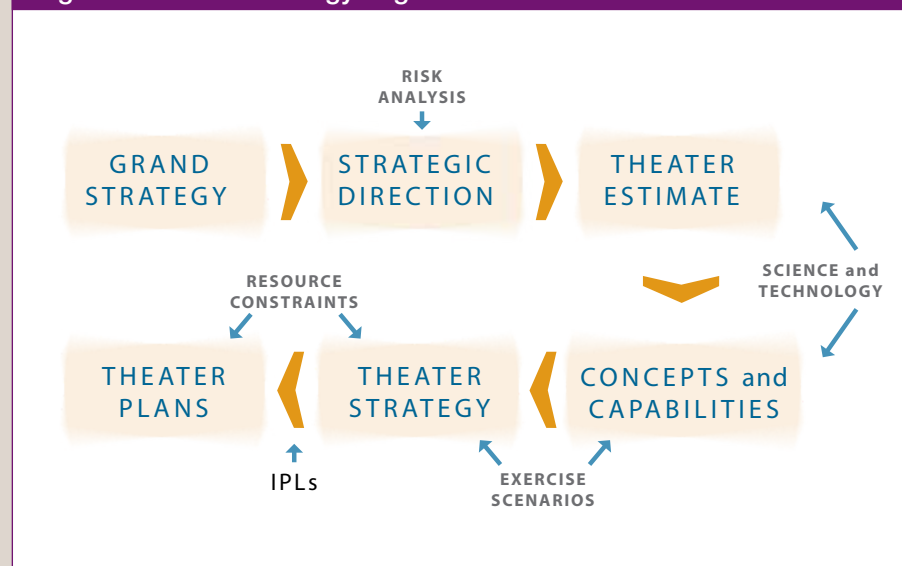 RISK
ANALYSIS
GRAND
STRATEGY
STRATEGIC
DIRECTION
THEATER
ESTIMATE
SCIENCE and
TECHNOLOGY
RESOURCE
CONSTRAINTS
THEATER
PLANS
THEATER
STRATEGY
CONCEPTS and
CAPABILITIES
IPLs
EXERCISE
SCENARIOS